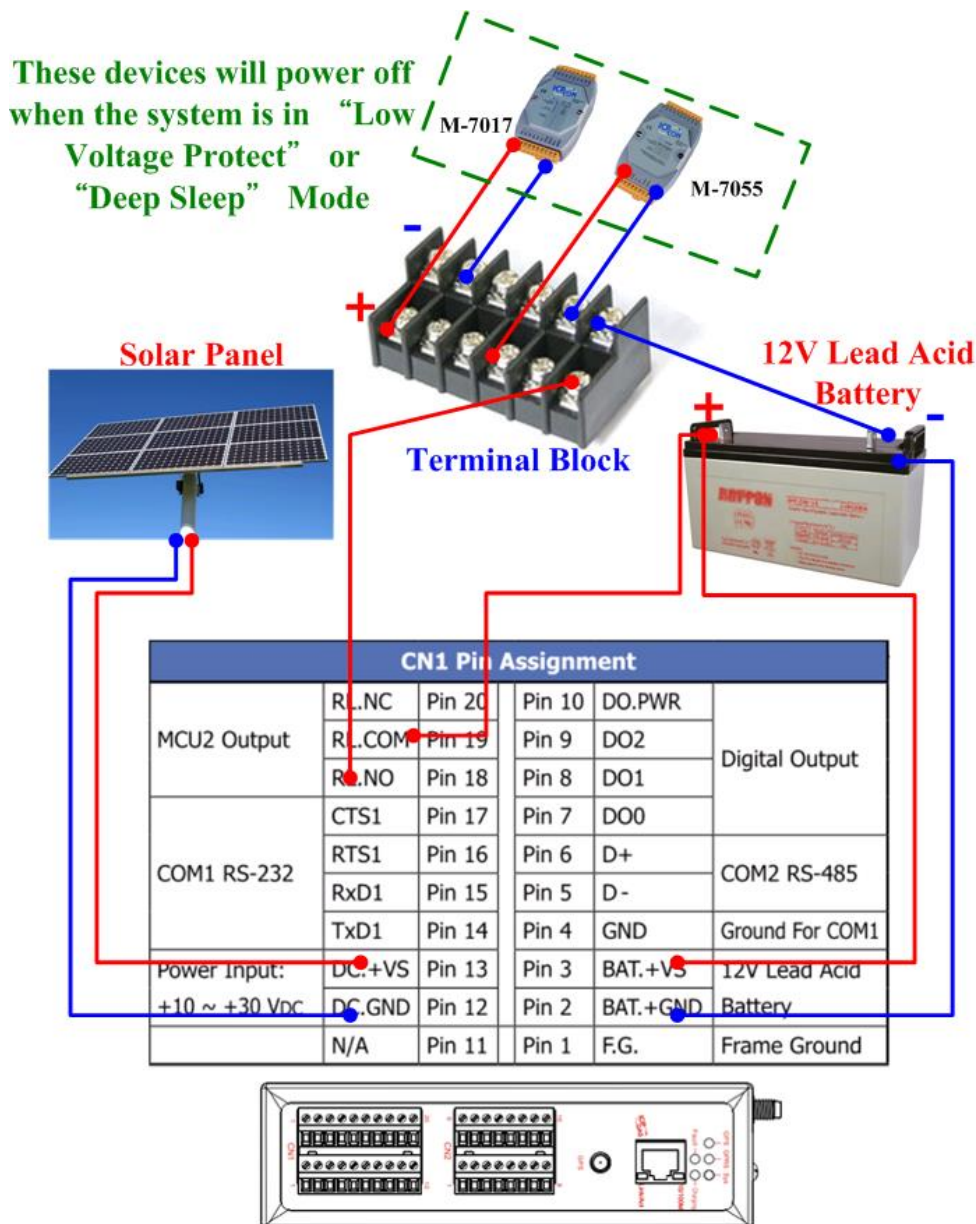 These devices will power off
when the system is in “Low
Voltage Protect” or
“Deep Sleep” Mode
M-7017
M-7055
-
+
Solar Panel
12V Lead Acid
Battery
+
-
Terminal Block
CN1 Pin Assignment
MCU2 Output
RL.NC Pin 20 Pin 10 DO.PWR
RL.COM Pin 19 Pin 9 DO2
RL.NO Pin 18 Pin 8 DO1
Digital Output
CTS1 Pin 17 Pin 7 DO0
COM1 RS-232
RTS1 Pin 16 Pin 6 D+
RxD1 Pin 15 Pin 5 D-
COM2 RS-485
TxD1 Pin 14 Pin 4 GND Ground For COM1
Power Input: DC.+VS Pin 13 Pin 3 BAT.+VS 12V Lead Acid
+10 ~ +30 VDC DC.GND Pin 12 Pin 2 BAT.+GND Battery
N/A Pin 11 Pin 1 F.G. Frame Ground
CN1
CN2
GPS